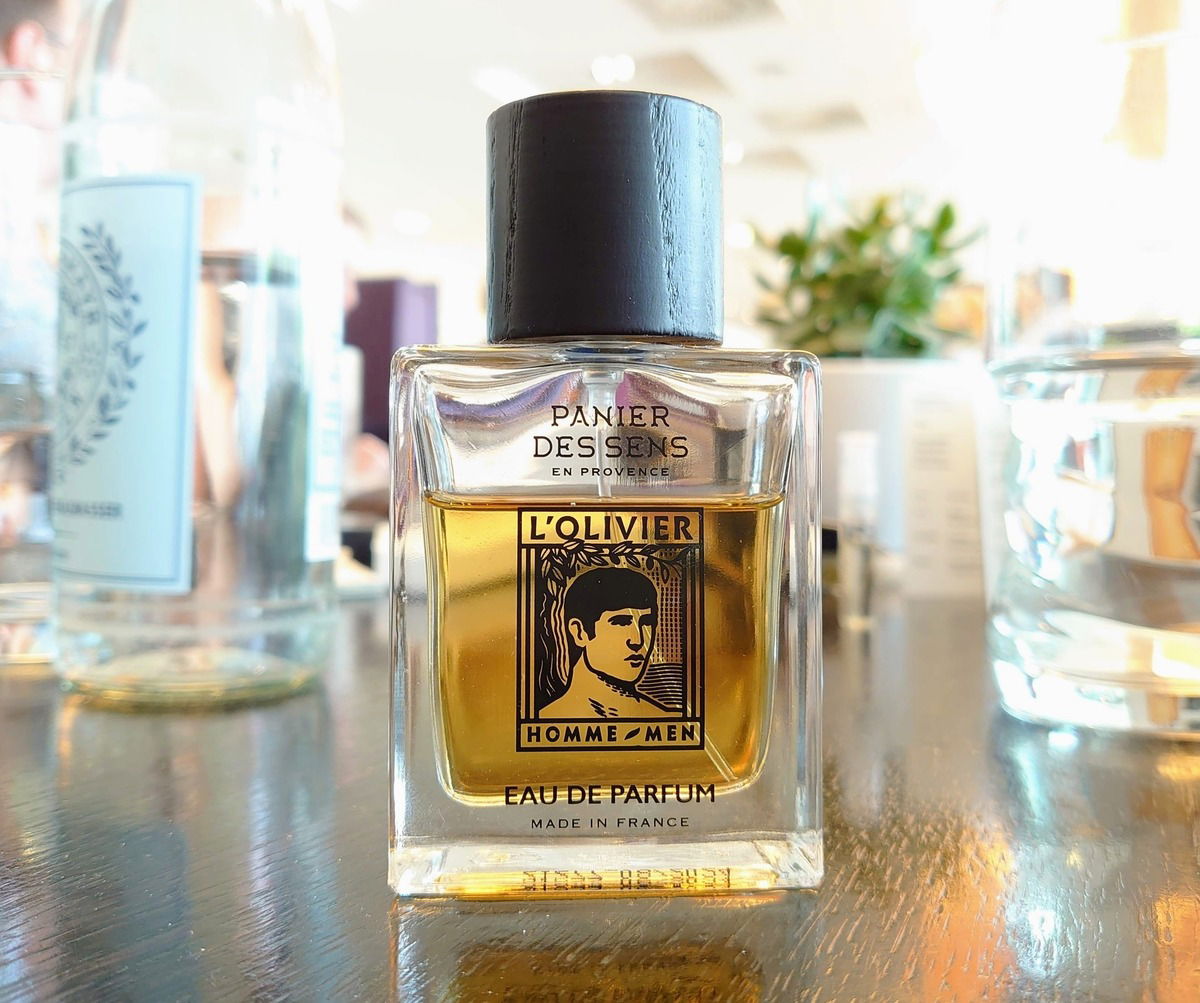 PANIER
DES SENS
EN PROVENCE
L'OLIVIER
HOMME MEN
EAU DE PARFUM
MADE IN FRANCE